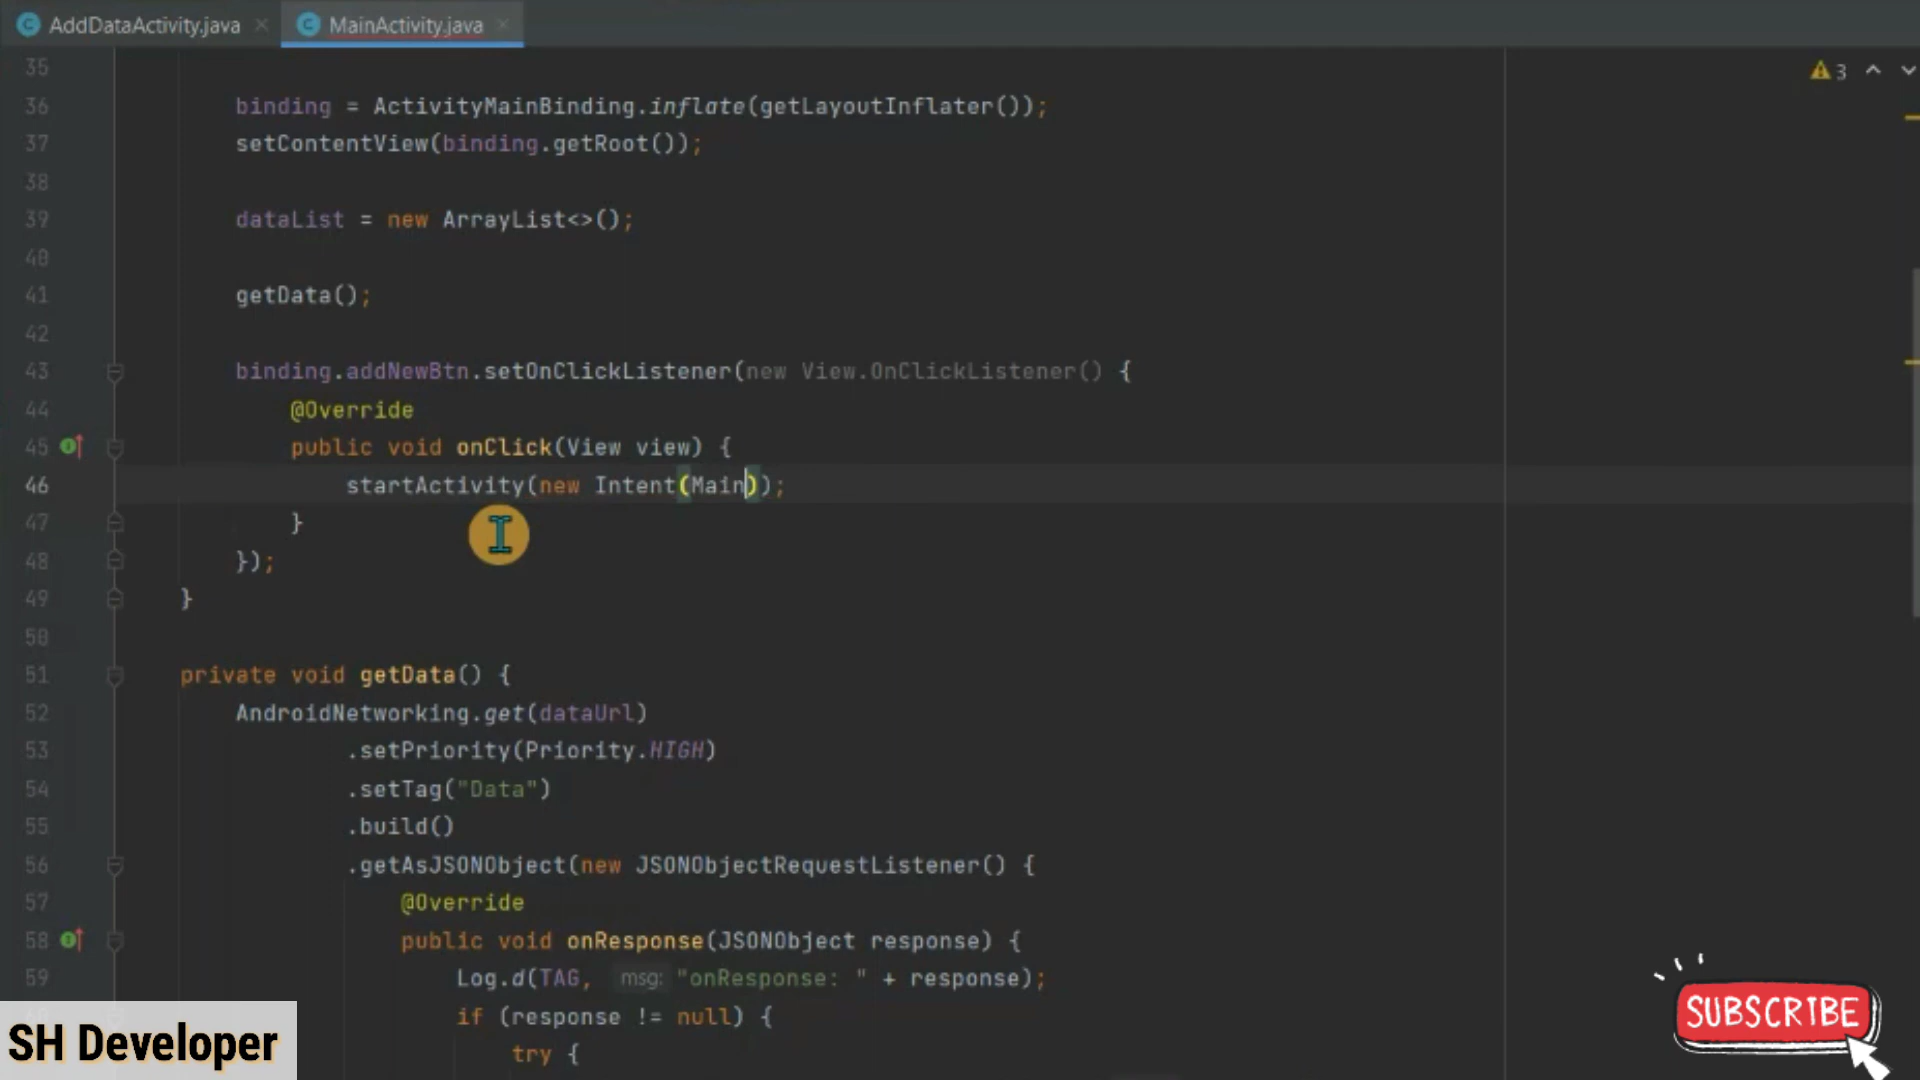 AddDataActivity.java
MainActivity.java
35
3
36 binding = ActivityMainBinding.inflate(getLayoutInflater());
37 setContentView(binding.getRoot());
38
39 dataList = new ArrayList<>();
40
41 getData();
42
43 binding.addNewBtn.setOnClickListener(new View.OnClickListener() {
44 @Override
45 public void onClick(View view) {
46 startActivity(new Intent(Main));
47 }
48 });
49 }
50
51 private void getData() {
52 AndroidNetworking.get(dataUrl)
53 .setPriority(Priority.HIGH)
54 .setTag("Data")
55 .build()
56 .getAsJSONObject(new JSONObjectRequestListener() {
57 @Override
58 public void onResponse(JSONObject response) {
59 Log.d(TAG, msg: "onResponse: " + response);
if (response != null) {
try {
SH Developer
SUBSCRIBE